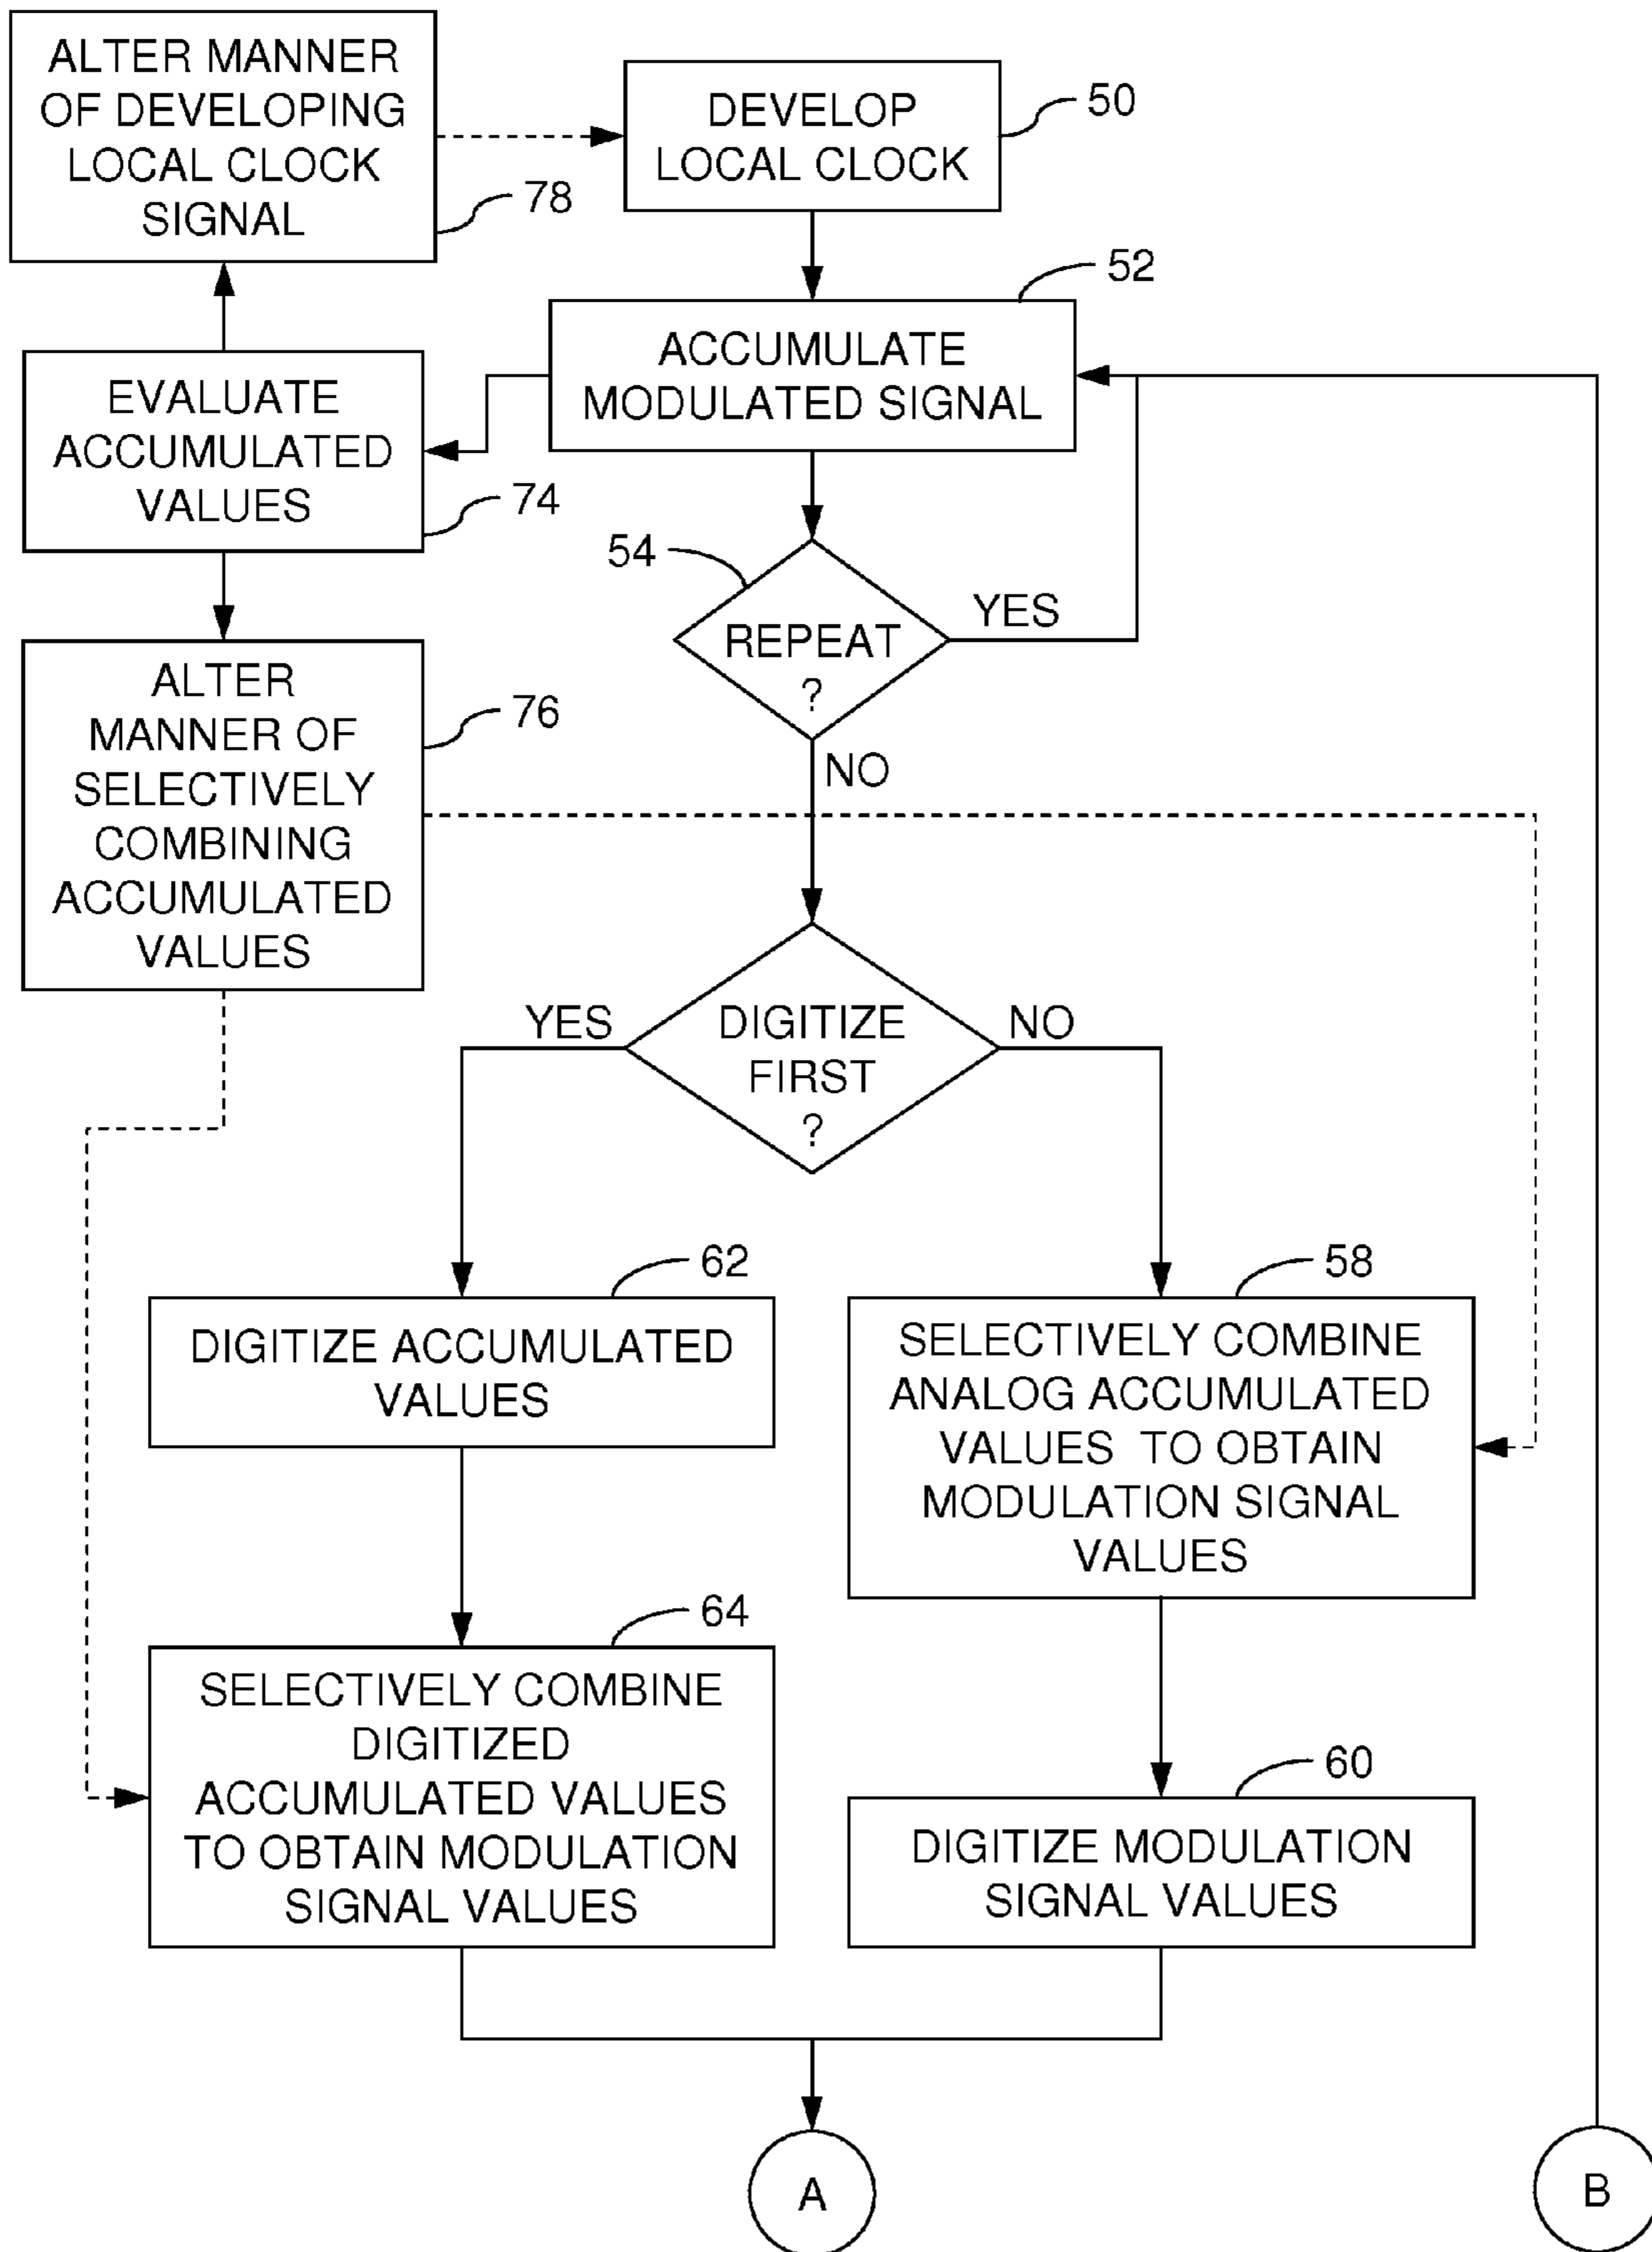 ALTER MANNER
OF DEVELOPING
LOCAL CLOCK
SIGNAL
78
DEVELOP
LOCAL CLOCK
50
52
ACCUMULATE
MODULATED SIGNAL
EVALUATE
ACCUMULATED
VALUES
74
54
REPEAT
?
YES
NO
ALTER
MANNER OF
SELECTIVELY
COMBINING
ACCUMULATED
VALUES
76
YES
DIGITIZE
FIRST
?
NO
62
DIGITIZE ACCUMULATED
VALUES
58
SELECTIVELY COMBINE
ANALOG ACCUMULATED
VALUES TO OBTAIN
MODULATION SIGNAL
VALUES
64
SELECTIVELY COMBINE
DIGITIZED
ACCUMULATED VALUES
TO OBTAIN MODULATION
SIGNAL VALUES
60
DIGITIZE MODULATION
SIGNAL VALUES
A
B